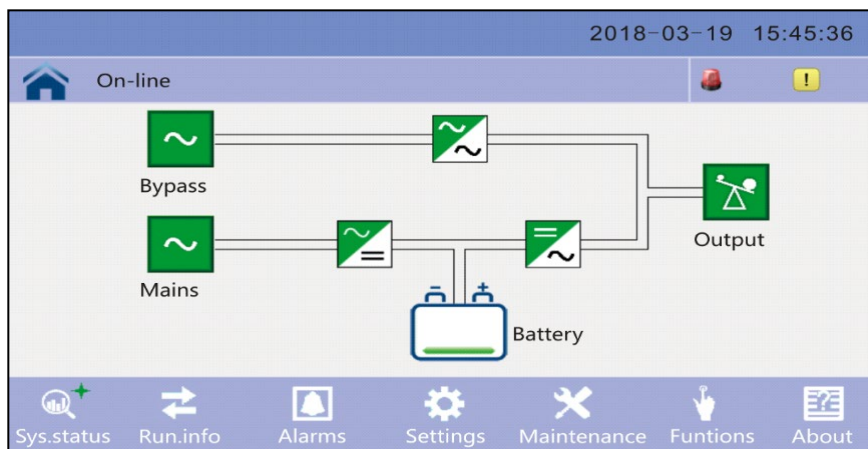 2018-03-19 15:45:36
On-line
Bypass
Output
Mains
Battery
Sys.status Run.info Alarms Settings Maintenance Funtions About